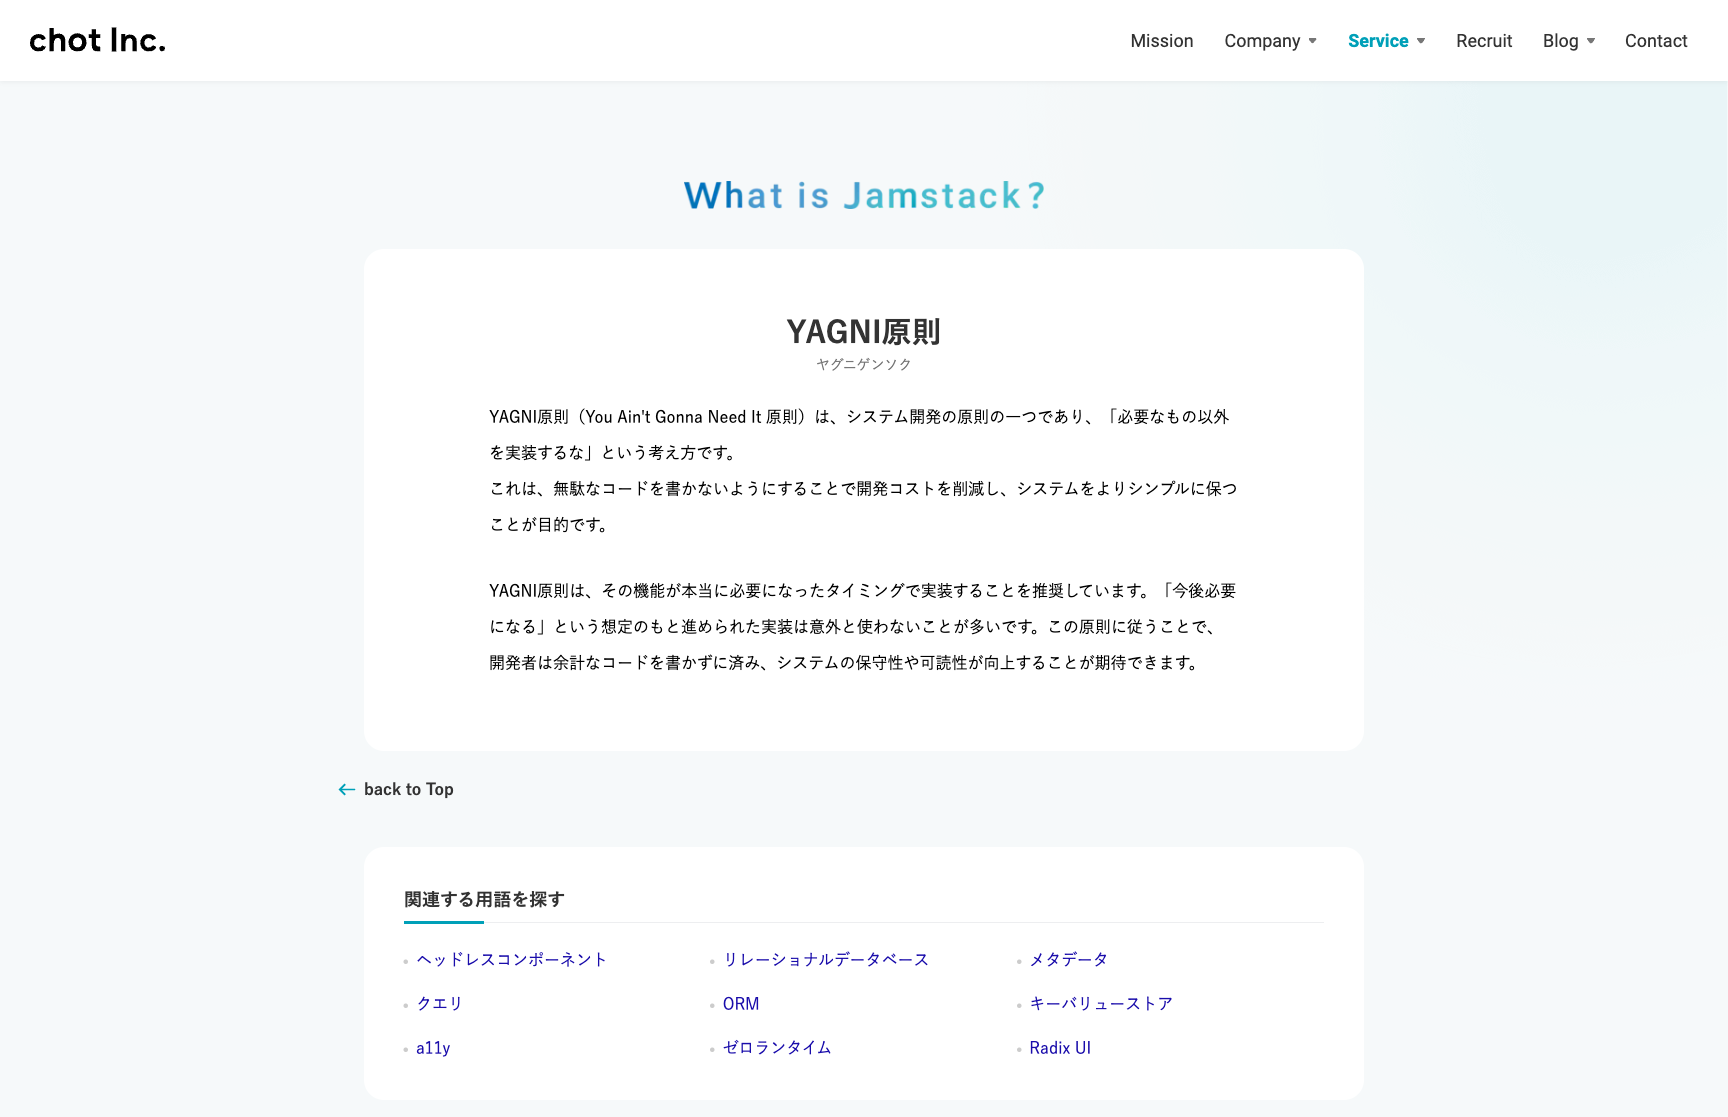 chot Inc.
Mission Company Service Recruit Blog Contact
What is Jamstack?
YAGNI原則
ヤグニゲンソク
YAGNI原則（You Ain't Gonna Need It 原則）は、システム開発の原則の一つであり、「必要なもの以外
を実装するな」という考え方です。
これは、無駄なコードを書かないようにすることで開発コストを削減し、システムをよりシンプルに保つ
ことが目的です。
YAGNI原則は、その機能が本当に必要になったタイミングで実装することを推奨しています。「今後必要
になる」という想定のもと進められた実装は意外と使わないことが多いです。この原則に従うことで、
開発者は余計なコードを書かずに済み、システムの保守性や可読性が向上することが期待できます。
back to Top
関連する用語を探す
ヘッドレスコンポーネント リレーショナルデータベース メタデータ
クエリ ORM キーバリューストア
a11y ゼロランタイム Radix UI